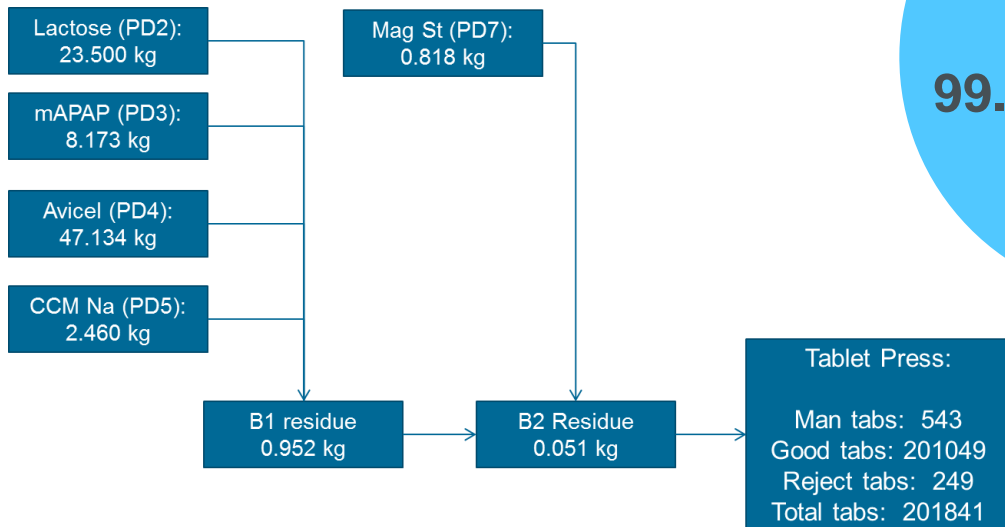 Lactose (PD2):
23.500 kg
Mag St (PD7):
0.818 kg
99.
mAPAP (PD3):
8.173 kg
Avicel (PD4):
47.134 kg
CCM Na (PD5):
2.460 kg
B1 residue
0.952 kg
B2 Residue
0.051 kg
Tablet Press:
Man tabs: 543
Good tabs: 201049
Reject tabs: 249
Total tabs: 201841